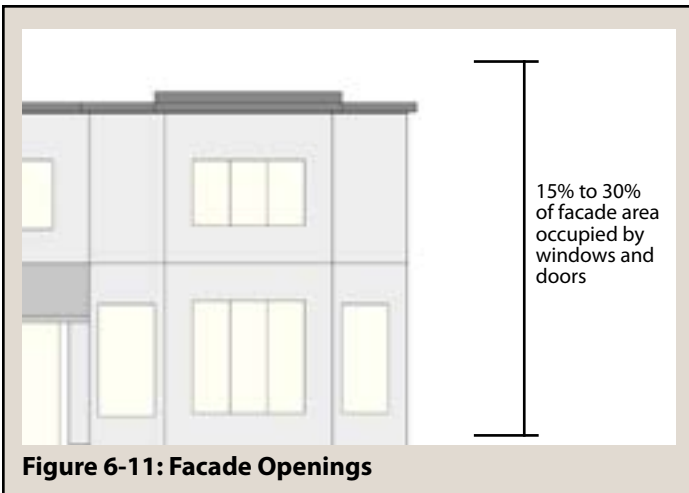 15% to 30%
of facade area
occupied by
windows and
doors
Figure 6-11: Facade Openings